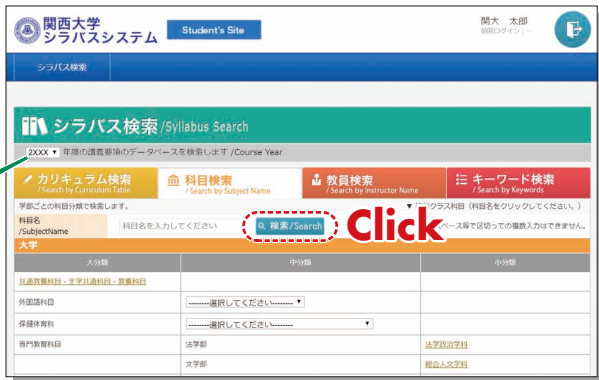 関西大学
シラバスシステム
Student's Site
関大 太郎
前回ログイン：--
シラバス検索
シラバス検索/Syllabus Search
2XXX 年度の講義要項のデータベースを検索します /Course Year
カリキュラム検索
/ Search by Curriculum Table
科目検索
/ Search by Subject Name
教員検索
/ Search by Instructor Name
キーワード検索
/ Search by Keywords
学部ごとの科目分類で検索します。
クラス科目（科目名をクリックしてください。）
科目名
/SubjectName
科目名を入力してください
検索/Search
Click
ペース等で区切っての複数入力はできません。
大学
大分類 中分類 小分類
共通教養科目・全学共通科目・教養科目
外国語科目 --------選択してください--------
保健体育科 --------選択してください--------
専門教育科目 法学部 法学政治学科
文学部 総合人文学科